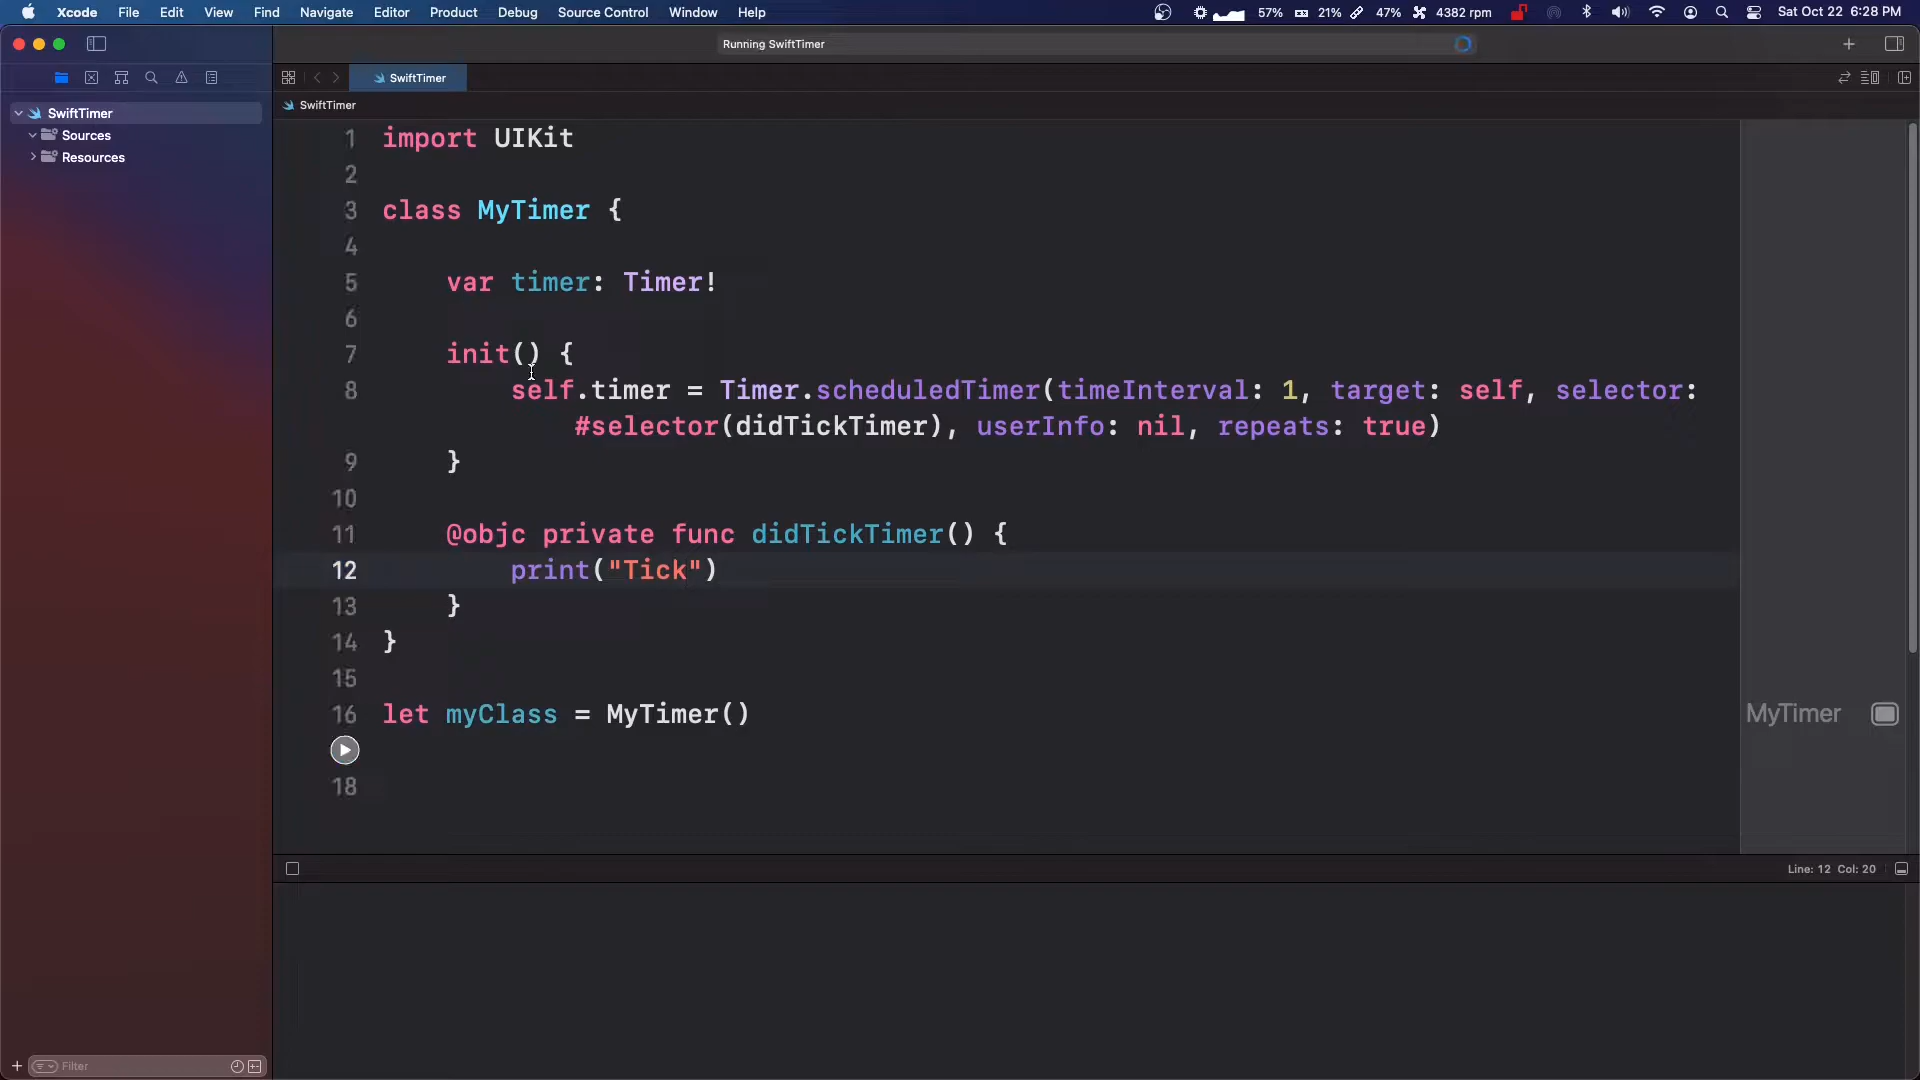 Xcode File Edit View Find Navigate Editor Product Debug Source Control Window Help 57% 21% 47% 4382 rpm Sat Oct 22 6:28 PM
Running SwiftTimer
SwiftTimer
SwiftTimer
SwiftTimer
Sources
Resources
1 import UIKit
2
3 class MyTimer {
4
5 var timer: Timer!
6
7 init() {
8 self.timer = Timer.scheduledTimer(timeInterval: 1, target: self, selector:
#selector(didTickTimer), userInfo: nil, repeats: true)
9 }
10
11 @objc private func didTickTimer() {
12 print("Tick")
13 }
14 }
15
16 let myClass = MyTimer() MyTimer
18
Line: 12 Col: 20
Filter